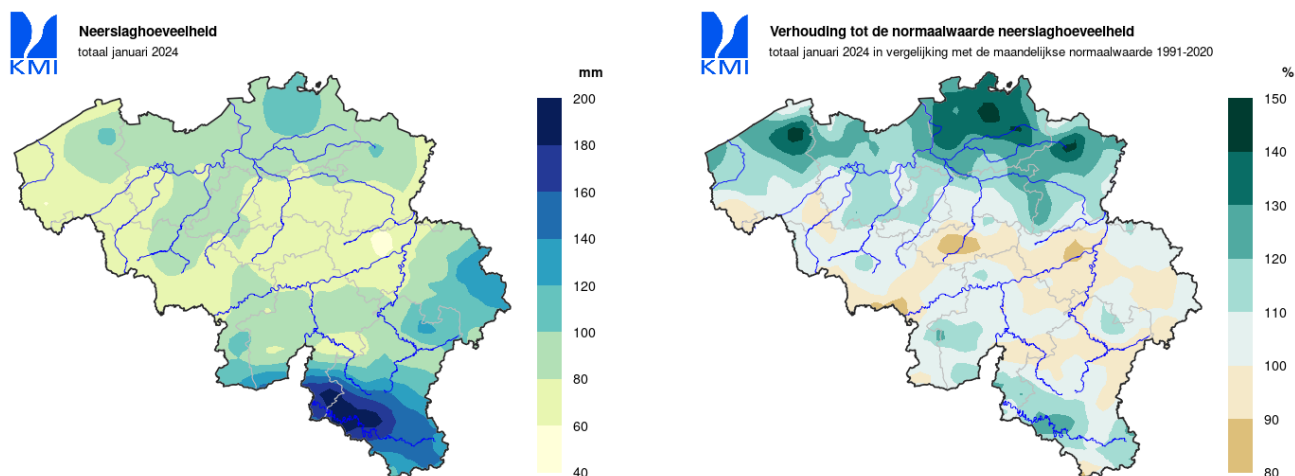 KMI
Neerslaghoeveelheid
totaal januari 2024
mm
200
180
160
140
120
100
80
60
40
KMI
Verhouding tot de normaalwaarde neerslaghoeveelheid
totaal januari 2024 in vergelijking met de maandelijkse normaalwaarde 1991-2020
%
150
140
130
120
110
100
90
80